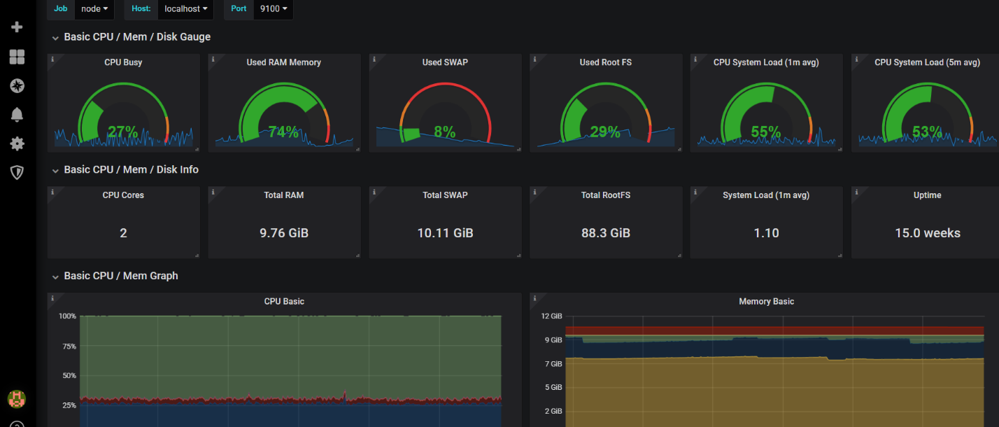 Job node Host: localhost Port 9100
Basic CPU / Mem / Disk Gauge
CPU Busy
Used RAM Memory
Used SWAP
Used Root FS
CPU System Load (1m avg)
CPU System Load (5m avg)
27%
74%
8%
29%
55%
53%
Basic CPU / Mem / Disk Info
CPU Cores
Total RAM
Total SWAP
Total RootFS
System Load (1m avg)
Uptime
2
9.76 GiB
10.11 GiB
88.3 GiB
1.10
15.0 weeks
Basic CPU / Mem Graph
CPU Basic
100%
75%
50%
25%
Memory Basic
12 GiB
9 GiB
7 GiB
5 GiB
2 GiB